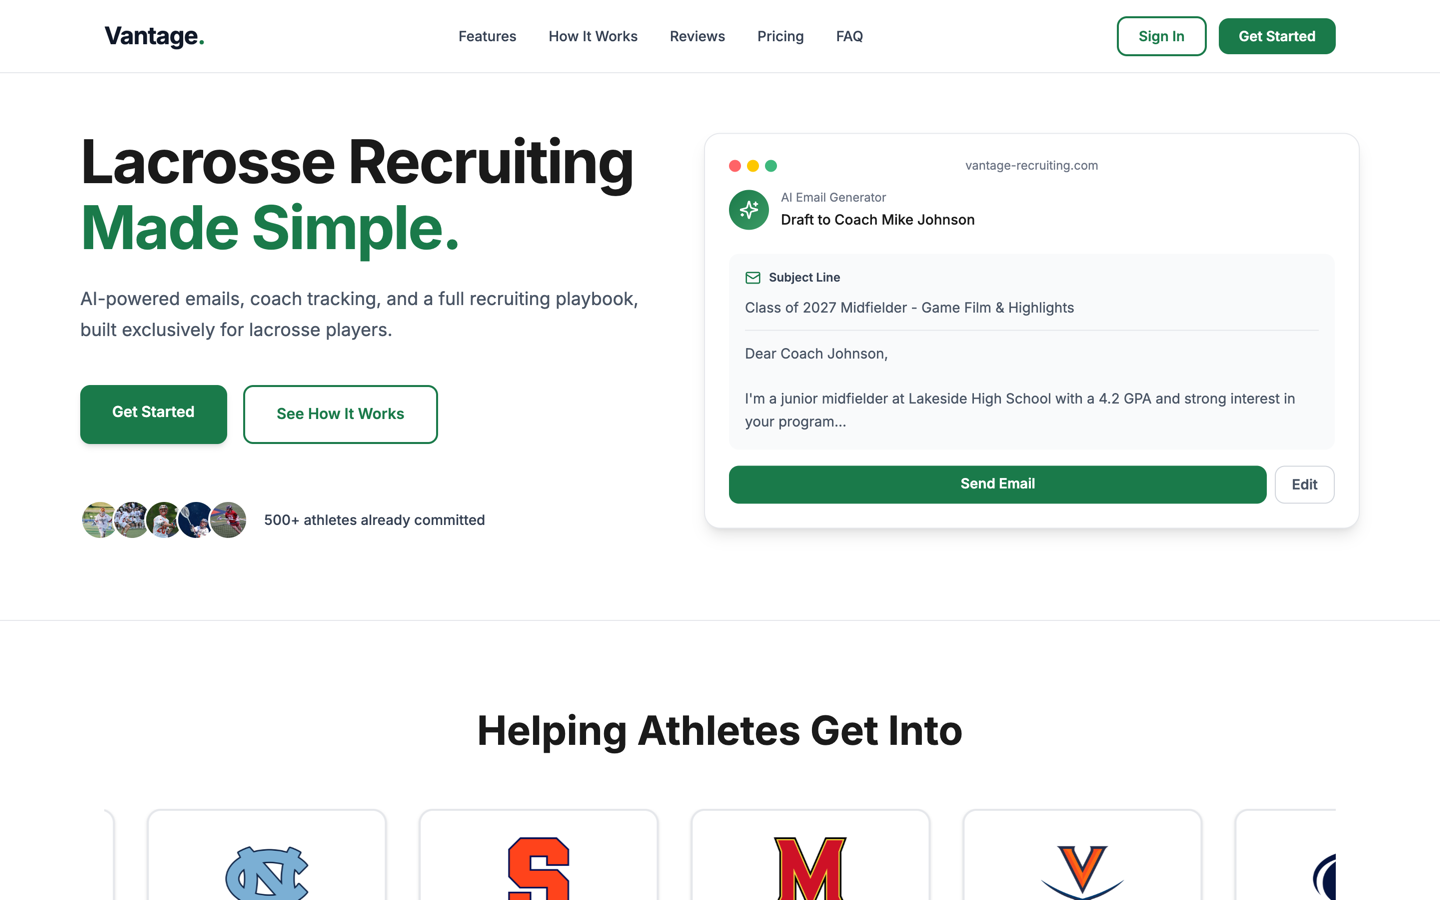 Vantage.
Features
How It Works
Reviews
Pricing
FAQ
Sign In
Get Started
Lacrosse Recruiting
Made Simple.
AI-powered emails, coach tracking, and a full recruiting playbook,
built exclusively for lacrosse players.
Get Started
See How It Works
500+ athletes already committed
vantage-recruiting.com
AI Email Generator
Draft to Coach Mike Johnson
Subject Line
Class of 2027 Midfielder - Game Film & Highlights
Dear Coach Johnson,
I'm a junior midfielder at Lakeside High School with a 4.2 GPA and strong interest in
your program...
Send Email
Edit
Helping Athletes Get Into
NC
S
M
V